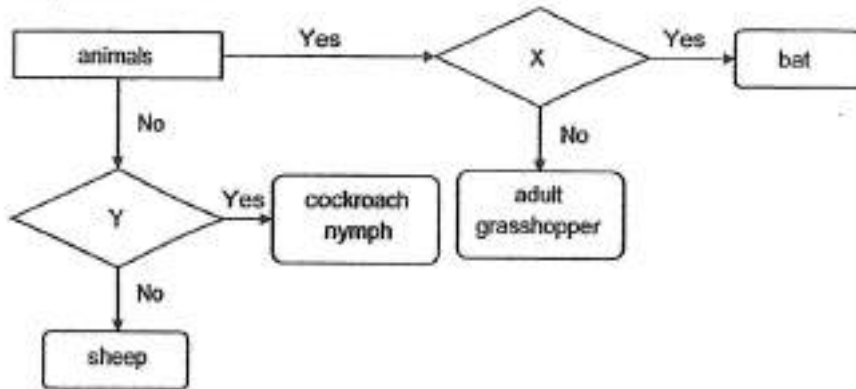 animals
Yes
X
Yes
bat
No
No
Y
Yes
cockroach
nymph
adult
grasshopper
No
sheep